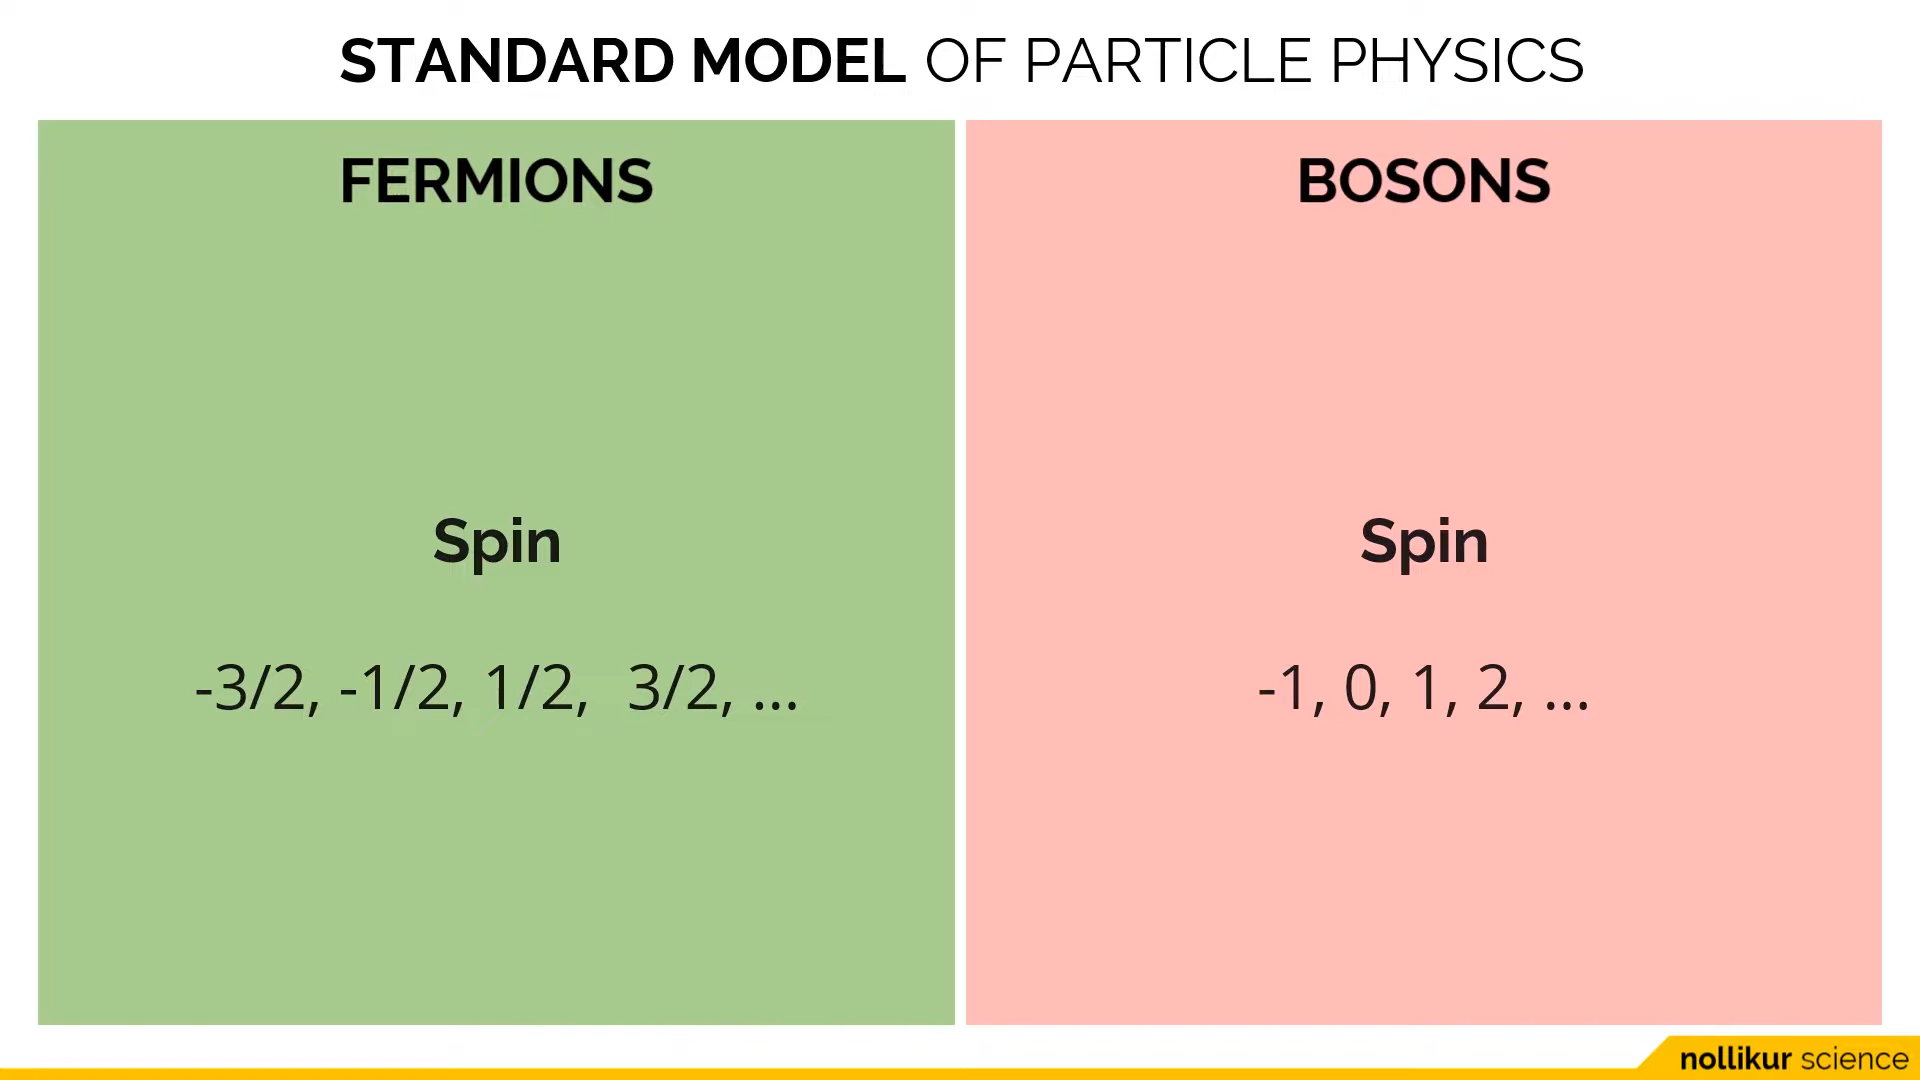 STANDARD MODEL OF PARTICLE PHYSICS
FERMIONS
Spin
-3/2, -1/2, 1/2, 3/2, ...
BOSONS
Spin
-1, 0, 1, 2, ...
nollikur science